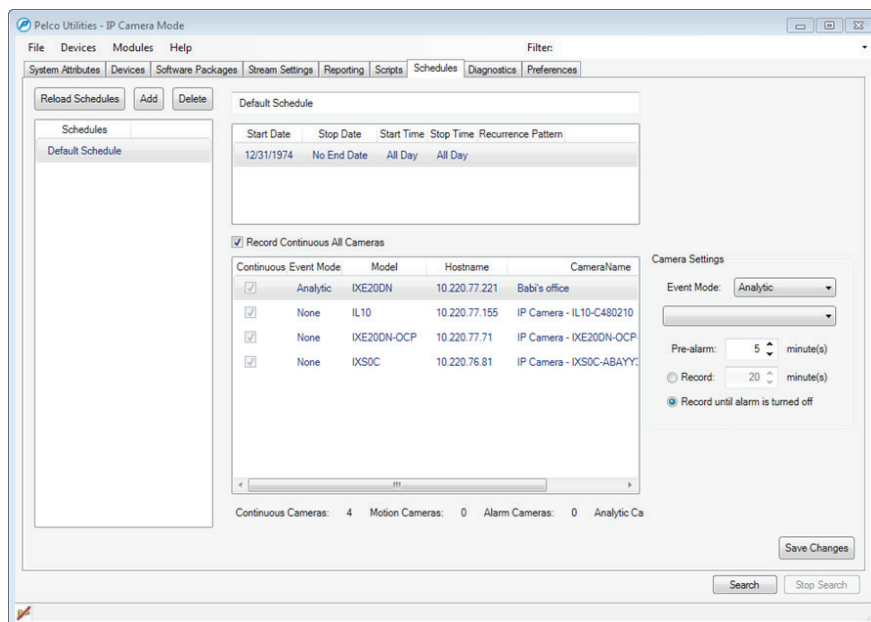 Pelco Utilities - IP Camera Mode
File Devices Modules Help Filter:
System Attributes Devices Software Packages Stream Settings Reporting Scripts Schedules Diagnostics Preferences
Reload Schedules Add Delete
Default Schedule
Schedules
Default Schedule
Start Date Stop Date Start Time Stop Time Recurrence Pattern
12/31/1974 No End Date All Day All Day
Record Continuous All Cameras
Continuous Event Mode Model Hostname CameraName
Analytic IXE20DN 10.220.77.221 Babi's office
None IL10 10.220.77.155 IP Camera - IL10-C480210
None IXE20DN-OCP 10.220.77.71 IP Camera - IXE20DN-OCP-
None IXS0C 10.220.76.81 IP Camera - IXS0C-ABAYY
Continuous Cameras: 4 Motion Cameras: 0 Alarm Cameras: 0 Analytic Ca
Camera Settings
Event Mode: Analytic
Pre-alarm: 5 minute(s)
Record: 20 minute(s)
Record until alarm is turned off
Save Changes
Search Stop Search